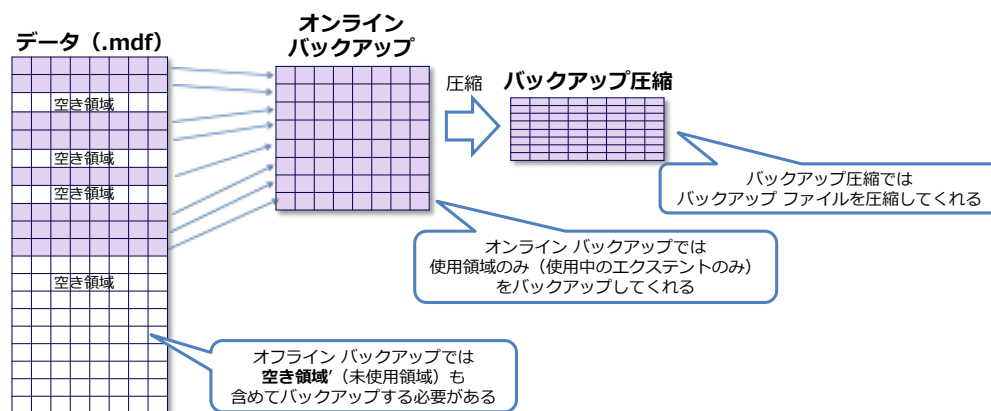 データ（.mdf）
空き領域
空き領域
空き領域
空き領域
オンライン
バックアップ
圧縮
バックアップ圧縮
バックアップ圧縮では
バックアップ ファイルを圧縮してくれる
オンライン バックアップでは
使用領域のみ（使用中のエクステントのみ）
をバックアップしてくれる
オフライン バックアップでは
空き領域’（未使用領域）も
含めてバックアップする必要がある